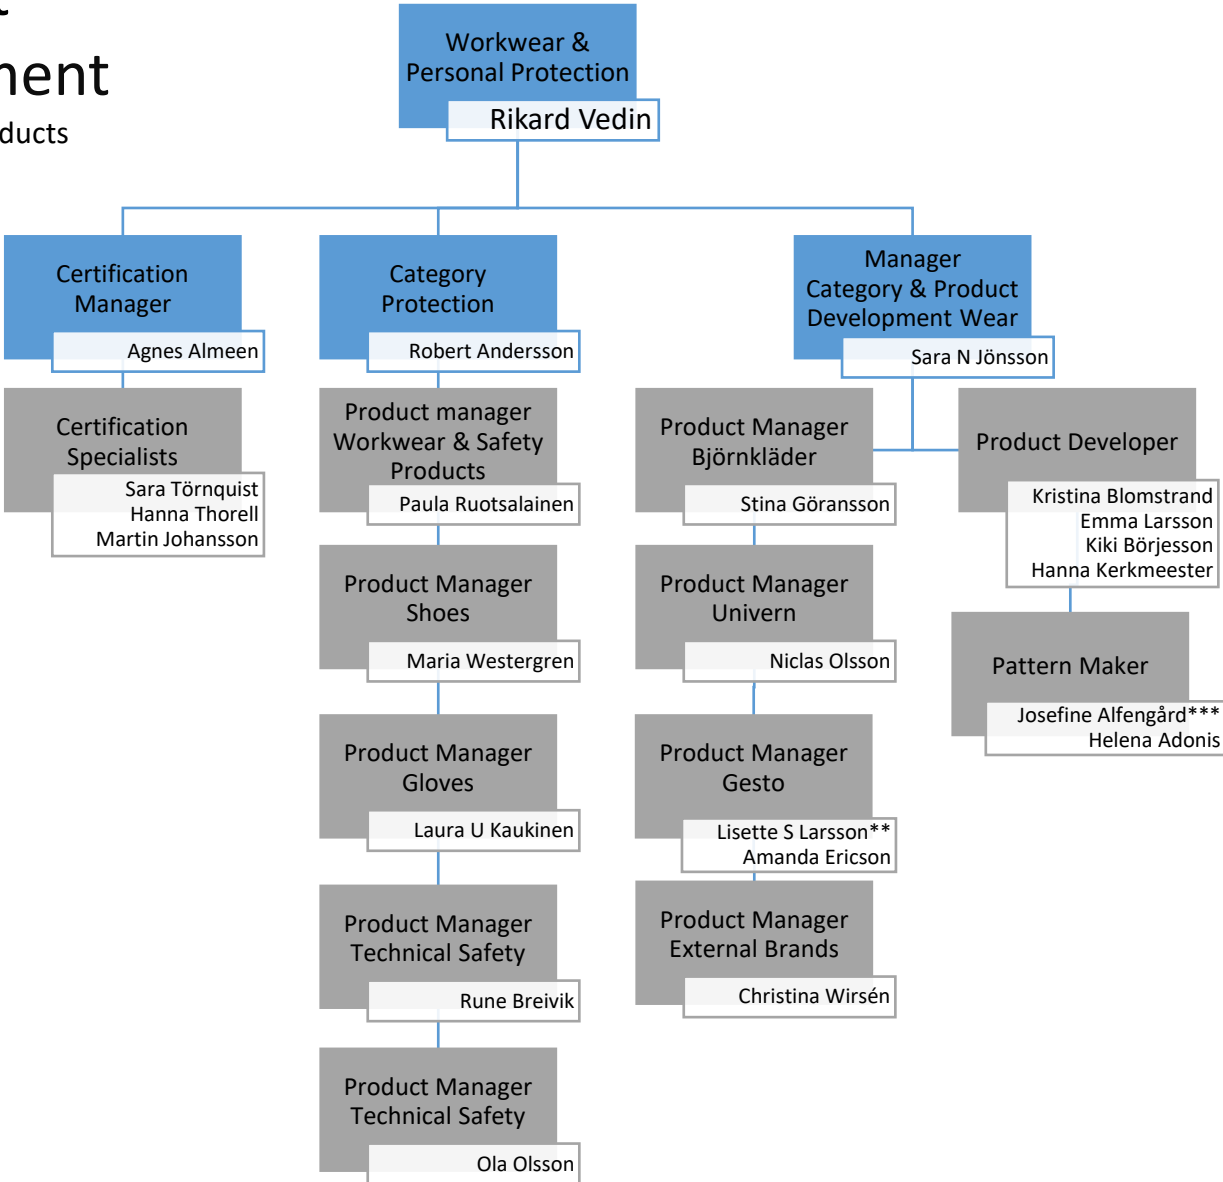 Workwear &
Personal Protection
Rikard Vedin
Certification
Manager
Agnes Almeen
Certification
Specialists
Sara Törnquist
Hanna Thorell
Martin Johansson
Category
Protection
Robert Andersson
Product manager
Workwear & Safety
Products
Paula Ruotsalainen
Product Manager
Shoes
Maria Westergren
Product Manager
Gloves
Laura U Kaukinen
Product Manager
Technical Safety
Rune Breivik
Product Manager
Technical Safety
Ola Olsson
Manager
Category & Product
Development Wear
Sara N Jönsson
Product Manager
Björnkläder
Stina Göransson
Product Manager
Univern
Niclas Olsson
Product Manager
Gesto
Lisette S Larsson**
Amanda Ericson
Product Manager
External Brands
Christina Wirsén
Product Developer
Kristina Blomstrand
Emma Larsson
Kiki Börjesson
Hanna Kerkmeester
Pattern Maker
Josefine Alfengård***
Helena Adonis